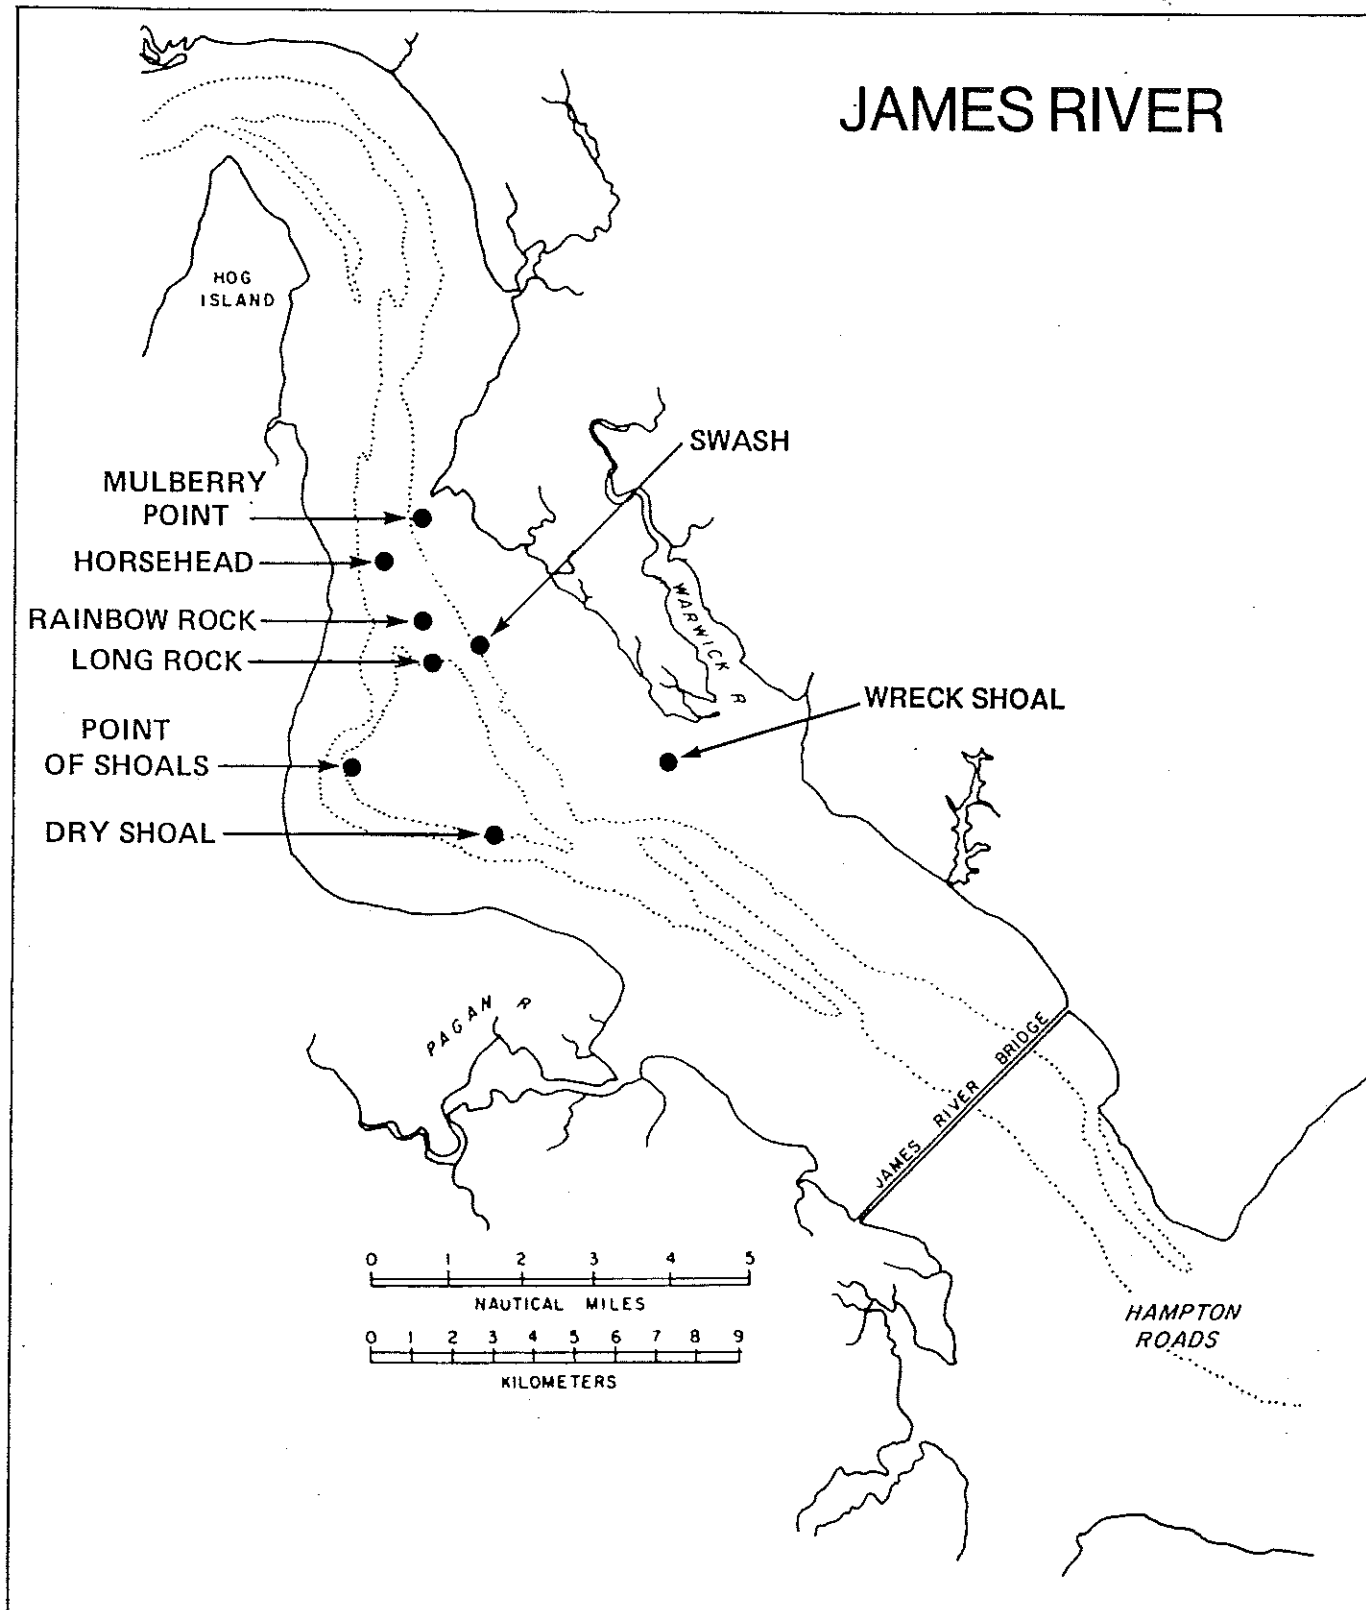 JAMES RIVER
HOG
ISLAND
SWASH
MULBERRY
POINT
HORSEHEAD
WARWICK R
RAINBOW ROCK
LONG ROCK
WRECK SHOAL
POINT
OF SHOALS
DRY SHOAL
PAGAN R
JAMES RIVER BRIDGE
0 1 2 3 4 5
NAUTICAL MILES
HAMPTON
ROADS
0 1 2 3 4 5 6 7 8 9
KILOMETERS